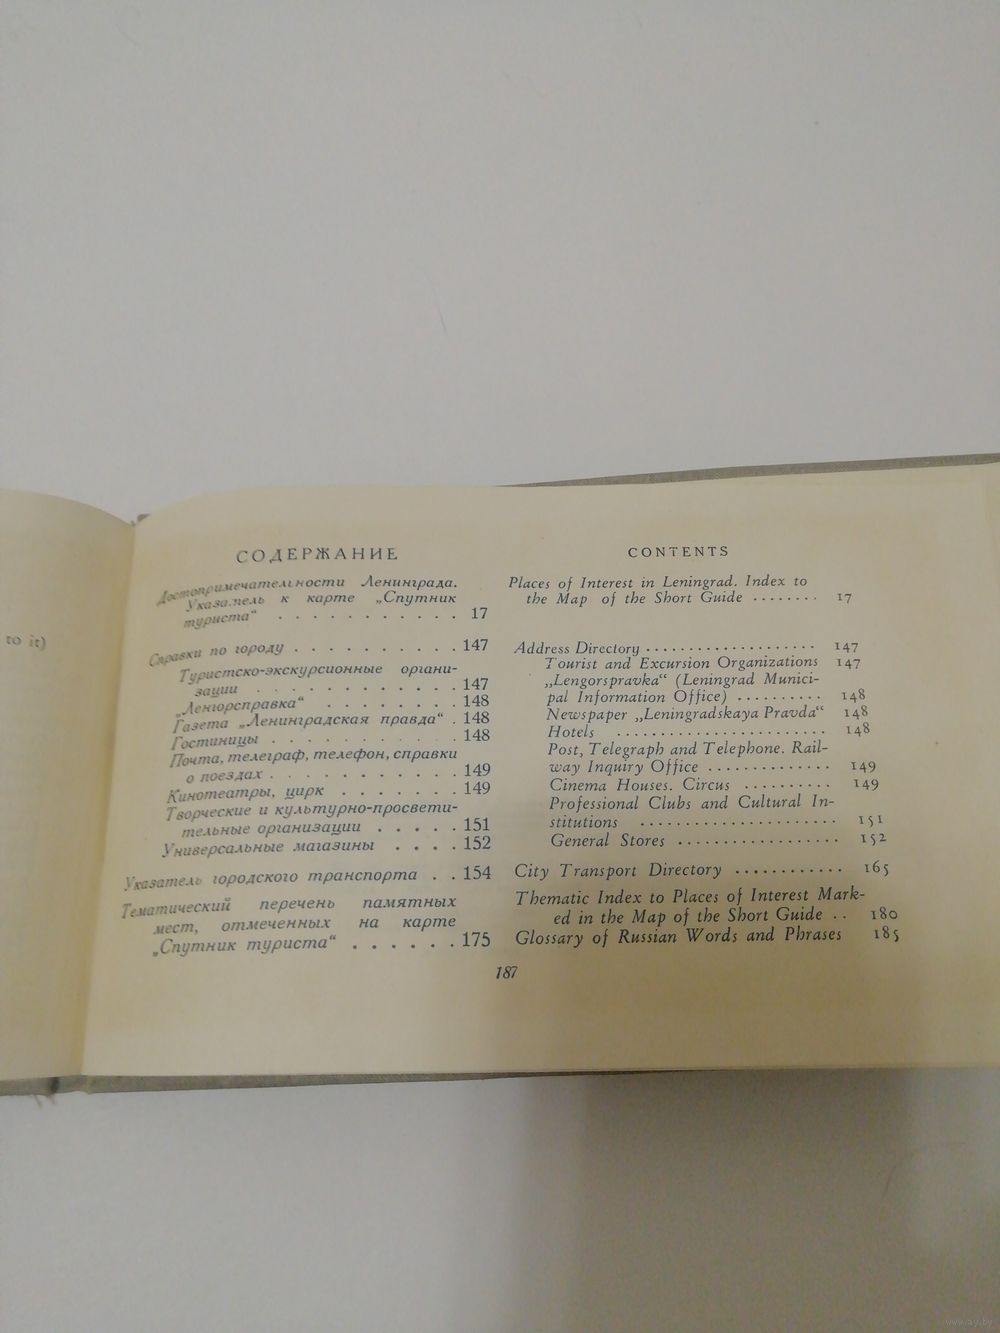 to it)
СОДЕРЖАНИЕ
Достопримечательности Ленинграда.
Указатель к карте „Спутник
туриста“ . . . . . . . . . . . 17
Справки по городу . . . . . . . . . . 147
Туристско-экскурсионные органи-
зации . . . . . . . . . . . 147
„Ленгорсправка“ . . . . . . . . 148
Газета „Ленинградская правда“ . 148
Гостиницы . . . . . . . . . . 148
Почта, телеграф, телефон, справки
о поездах . . . . . . . . . . 149
Кинотеатры, цирк . . . . . . . 149
Творческие и культурно-просвети-
тельные организации . . . . . 151
Универсальные магазины . . . . 152
Указатель городского транспорта . . 154
Тематический перечень памятных
мест, отмеченных на карте
„Спутник туриста“ . . . . . . 175
CONTENTS
Places of Interest in Leningrad. Index to
the Map of the Short Guide ........ 17
Address Directory .................... 147
Tourist and Excursion Organizations 147
„Lengorspravka“ (Leningrad Munici-
pal Information Office) .......... 148
Newspaper „Leningradskaya Pravda“ 148
Hotels ........................ 148
Post, Telegraph and Telephone. Rail-
way Inquiry Office .............. 149
Cinema Houses. Circus .......... 149
Professional Clubs and Cultural In-
stitutions ...................... 151
General Stores .................. 152
City Transport Directory ............ 165
Thematic Index to Places of Interest Mark-
ed in the Map of the Short Guide .. 180
Glossary of Russian Words and Phrases 185
187
www.ay.by